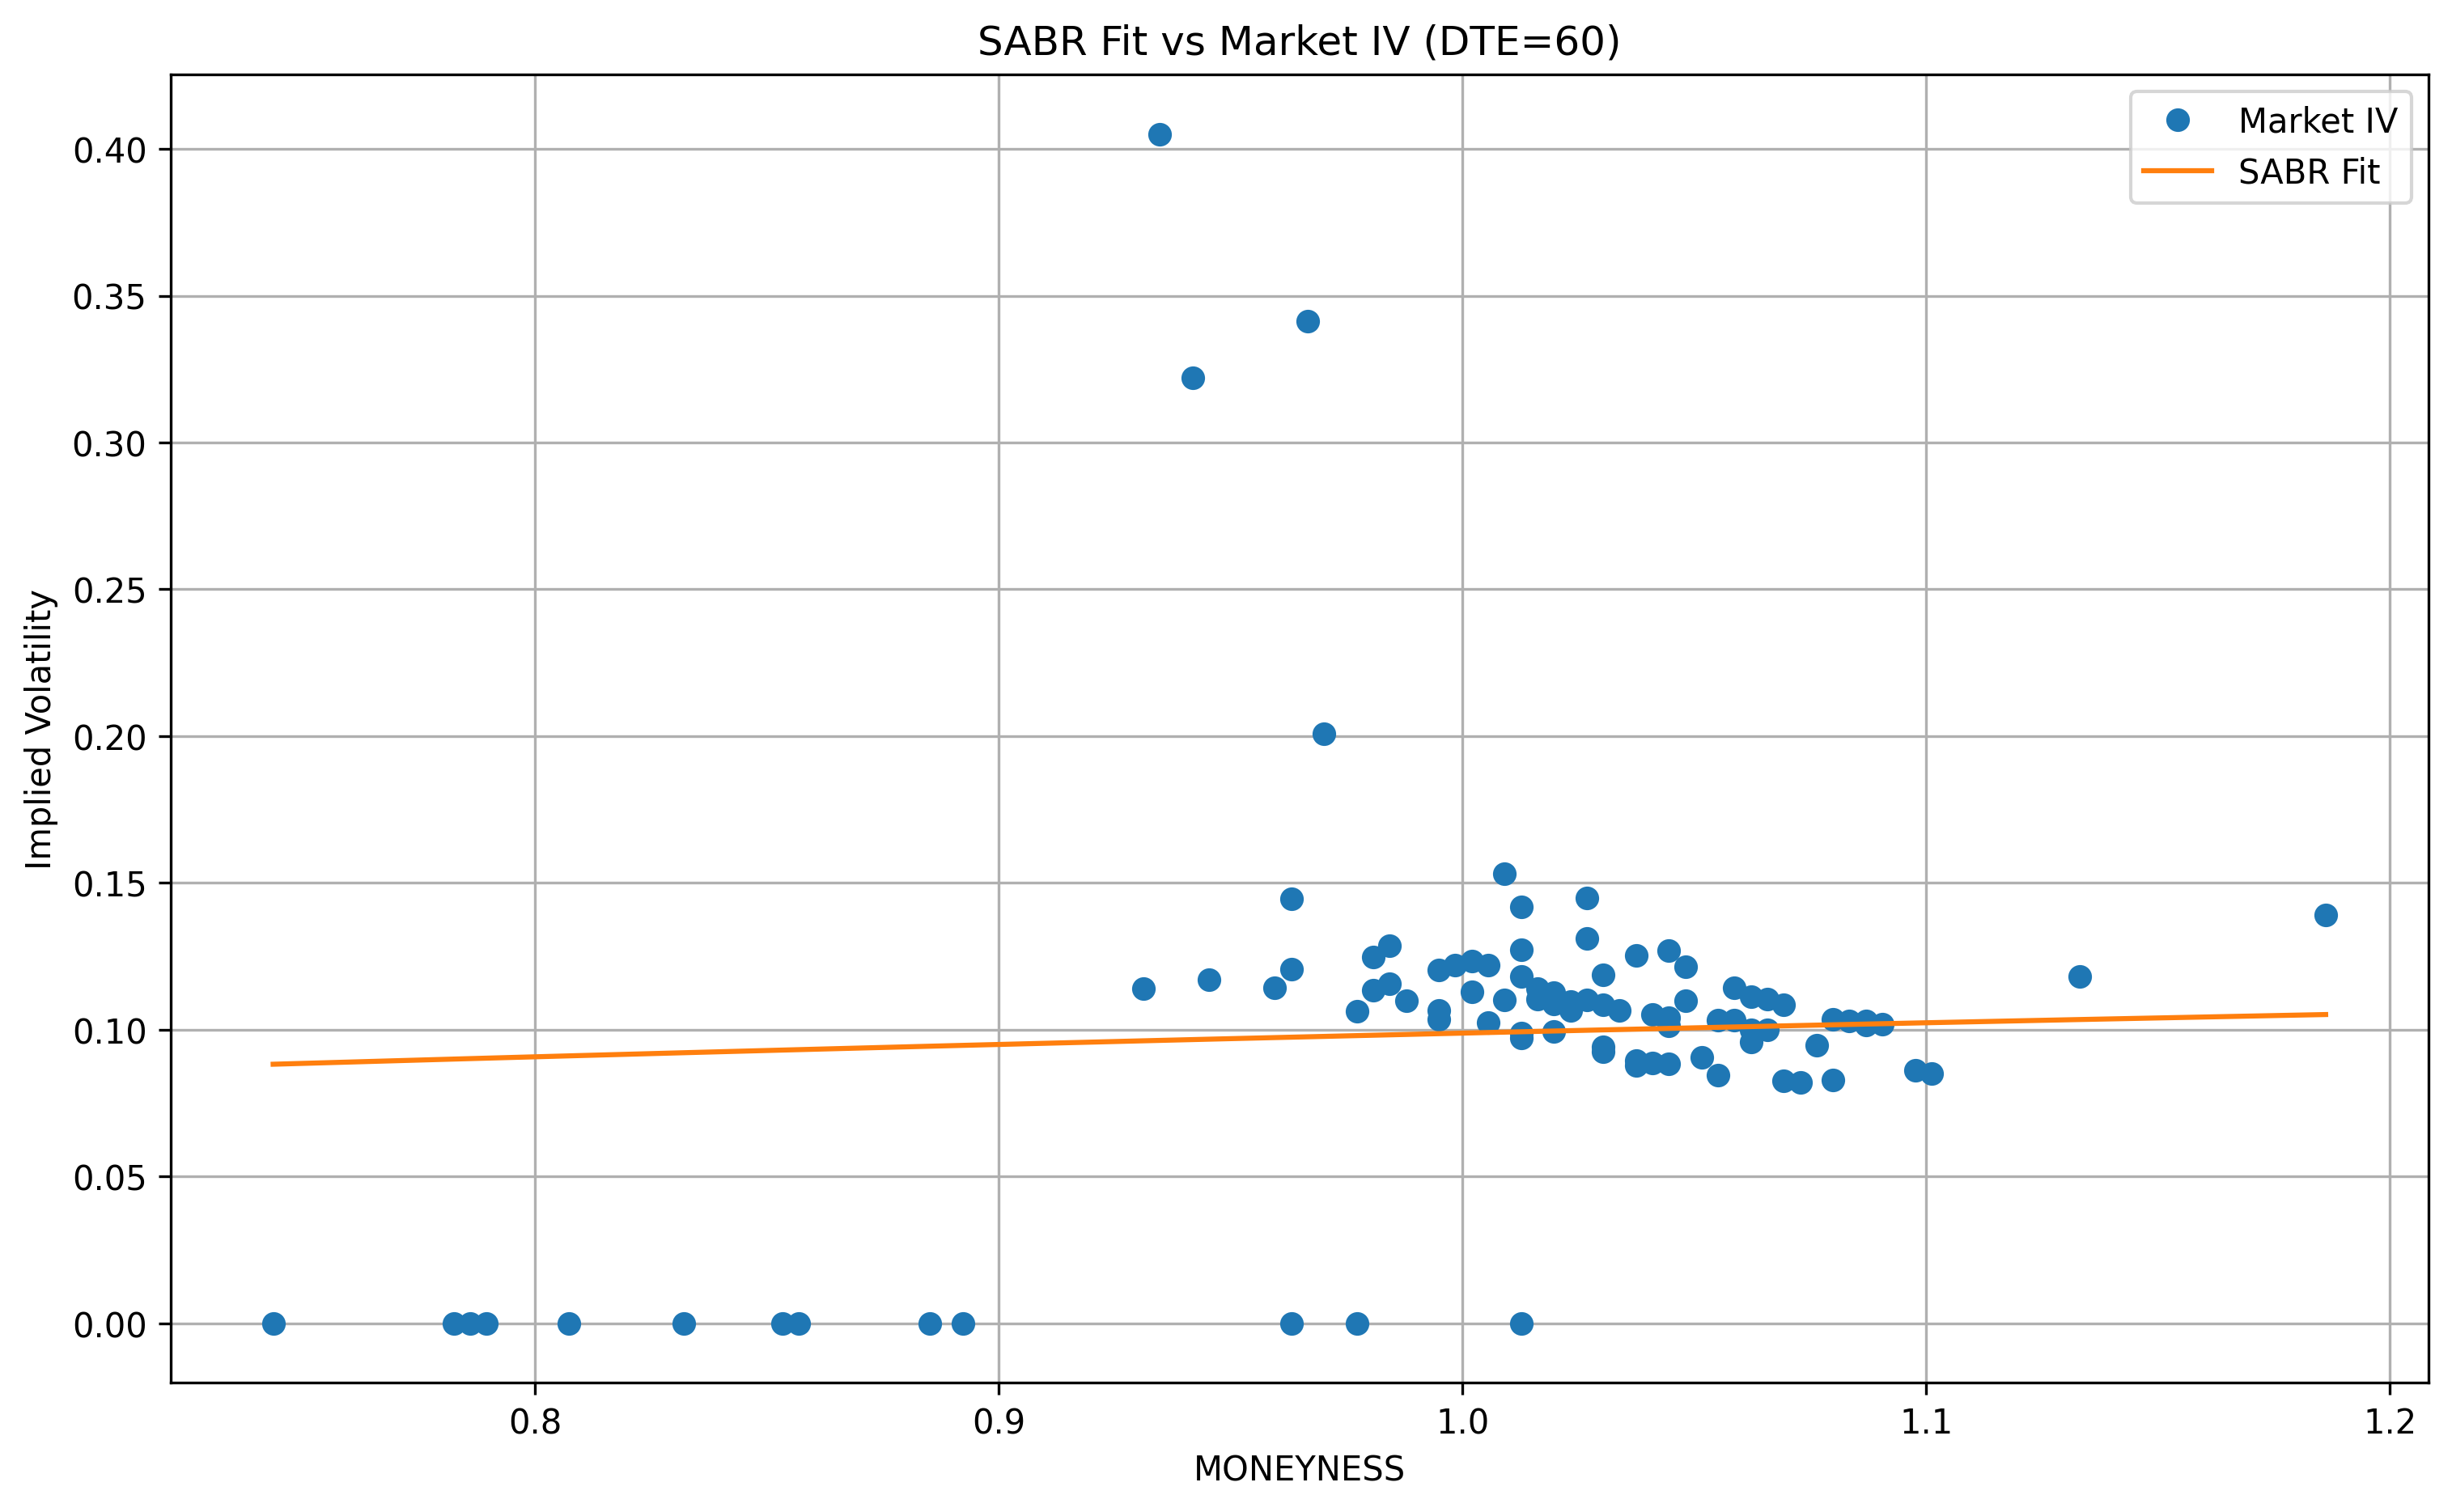 SABR Fit vs Market IV (DTE=60)
Market IV
SABR Fit
0.40
0.35
0.30
0.25
0.20
0.15
0.10
0.05
0.00
Implied Volatility
0.8 0.9 1.0 1.1 1.2
MONEYNESS